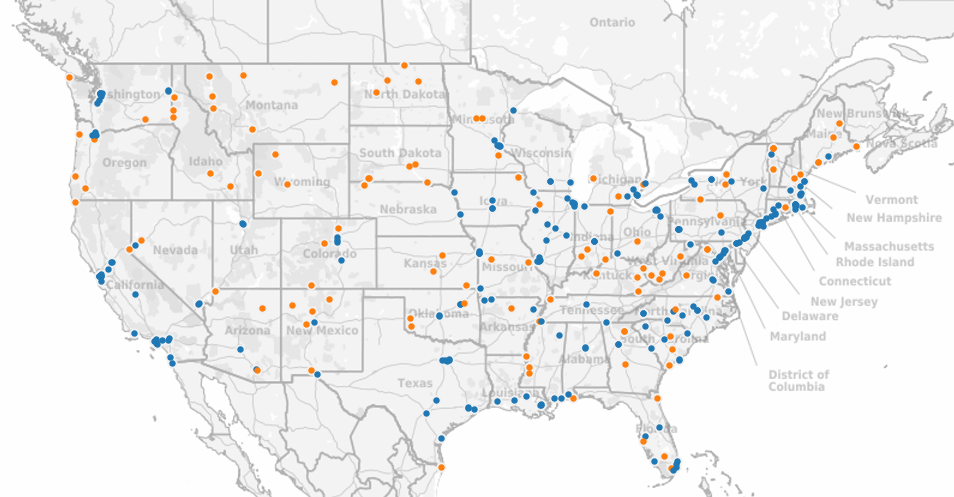 Ontario
Washington
Montana
North Dakota
Minnesota
New Brunswick
Maine
Nova Scotia
Oregon
Idaho
Wyoming
South Dakota
Wisconsin
Michigan
New York
Vermont
New Hampshire
Massachusetts
Rhode Island
Connecticut
New Jersey
Delaware
Maryland
District of
Columbia
Nebraska
Iowa
Pennsylvania
Nevada
Utah
Colorado
Kansas
Missouri
Indiana
Ohio
West Virginia
Virginia
Kentucky
California
Arizona
New Mexico
Oklahoma
Arkansas
Tennessee
North Carolina
South Carolina
Alabama
Texas
Louisiana
Florida